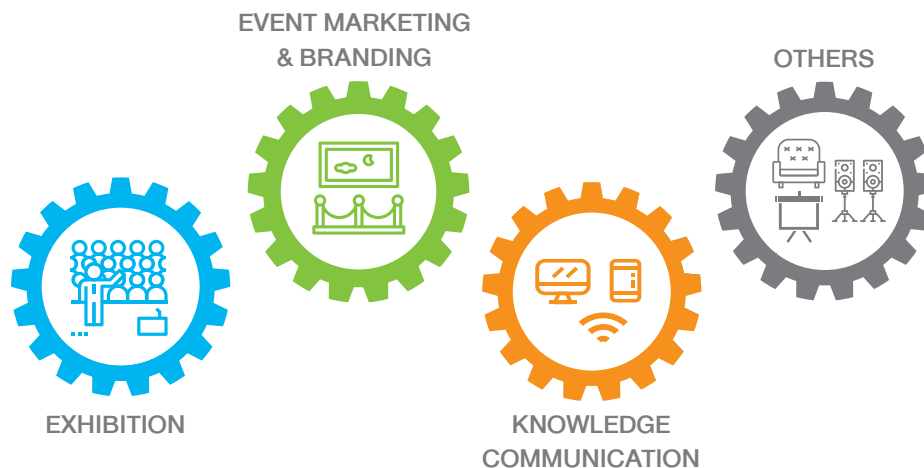 EVENT MARKETING
& BRANDING
OTHERS
EXHIBITION
KNOWLEDGE
COMMUNICATION